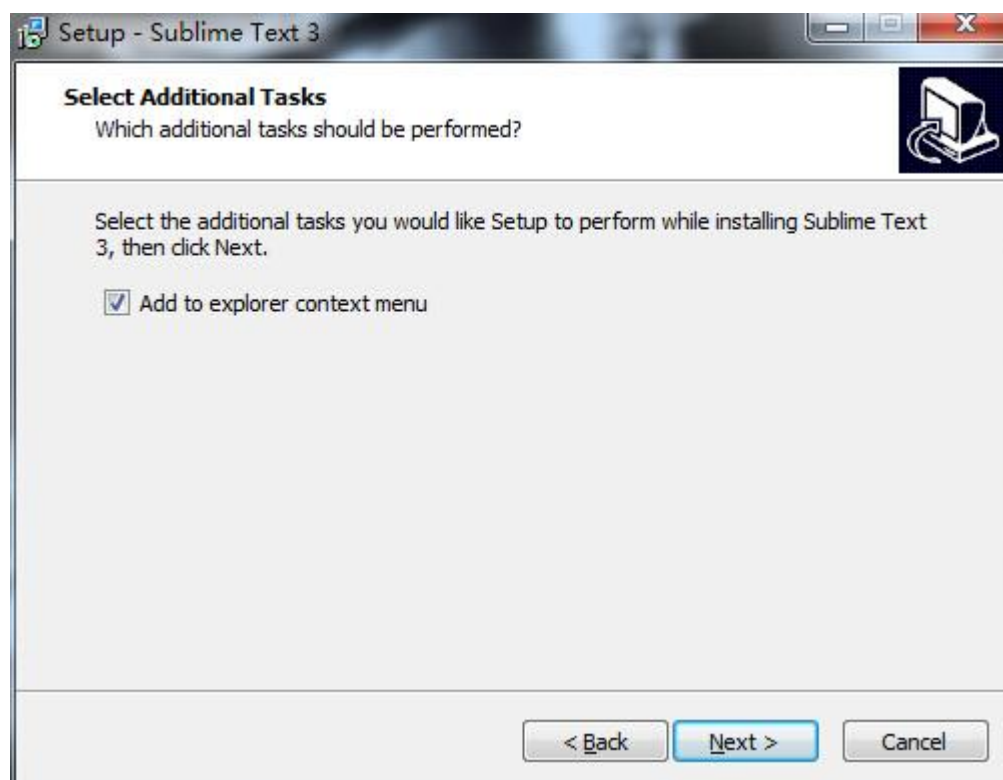 Setup - Sublime Text 3
Select Additional Tasks
Which additional tasks should be performed?
Select the additional tasks you would like Setup to perform while installing Sublime Text
3, then click Next.
Add to explorer context menu
< Back
Next >
Cancel